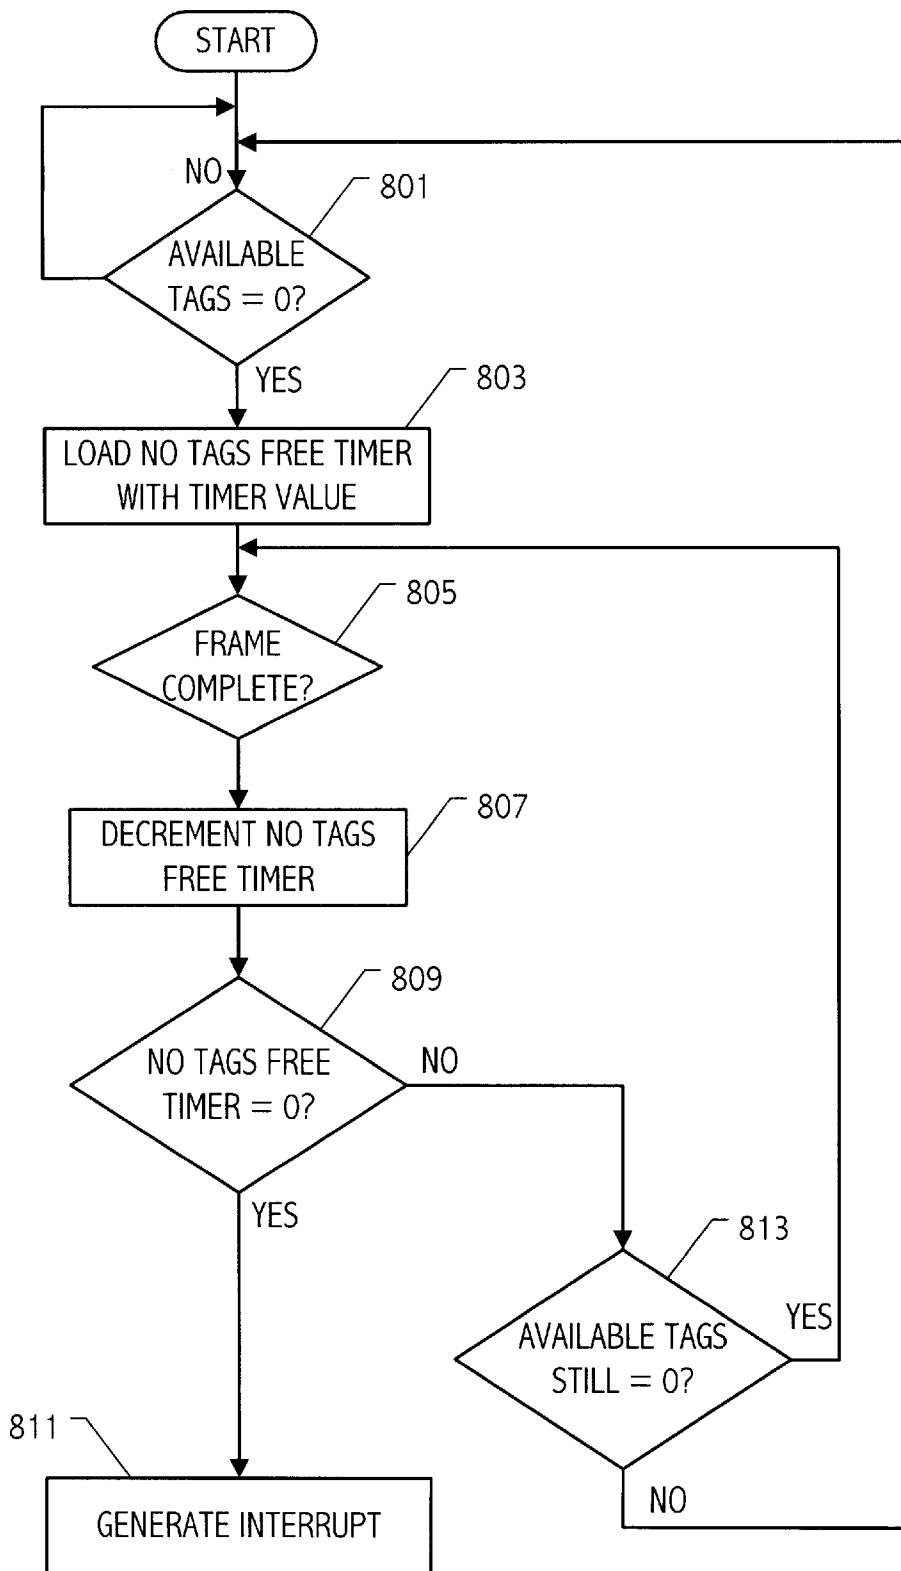 START
NO
801
AVAILABLE
TAGS = 0?
YES
803
LOAD NO TAGS FREE TIMER
WITH TIMER VALUE
805
FRAME
COMPLETE?
807
DECREMENT NO TAGS
FREE TIMER
809
NO TAGS FREE
TIMER = 0?
NO
YES
813
AVAILABLE TAGS
STILL = 0?
YES
NO
811
GENERATE INTERRUPT